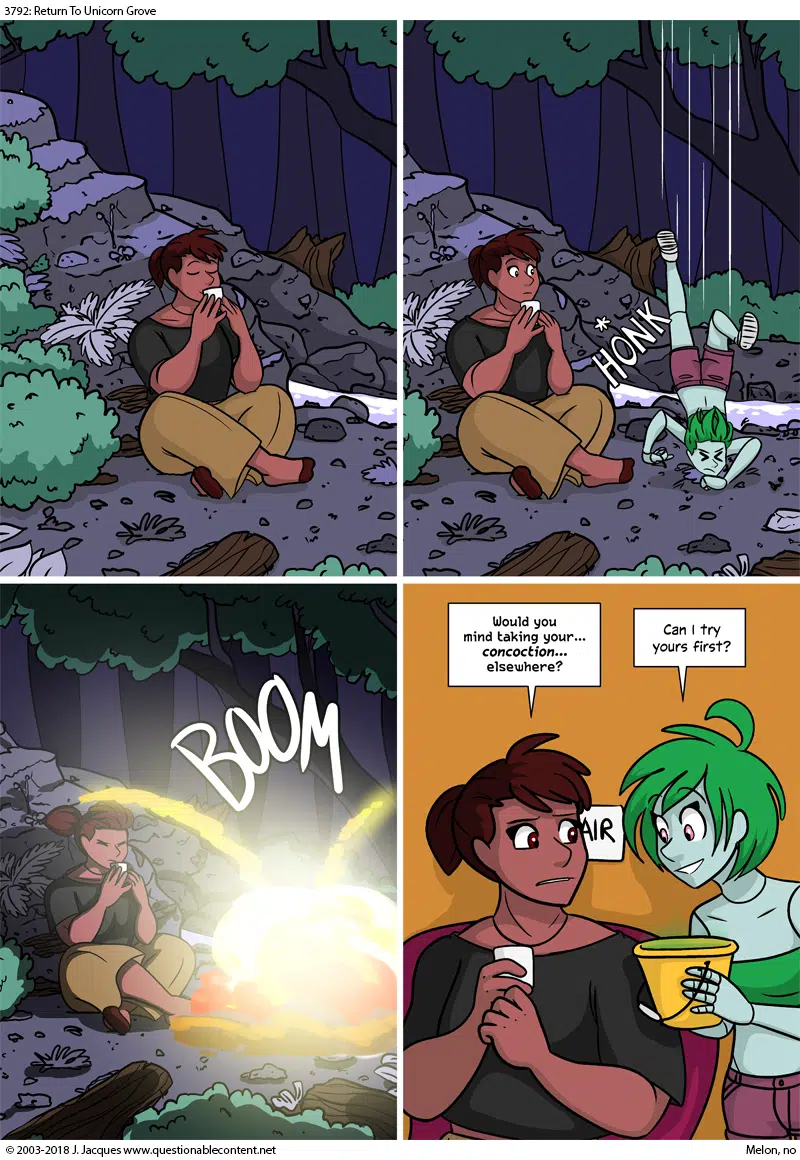 3792: Return To Unicorn Grove
*HONK
BOOM
Would you
mind taking your...
concoction...
elsewhere?
Can I try
yours first?
AIR
© 2003-2018 J. Jacques www.questionablecontent.net
Melon, no